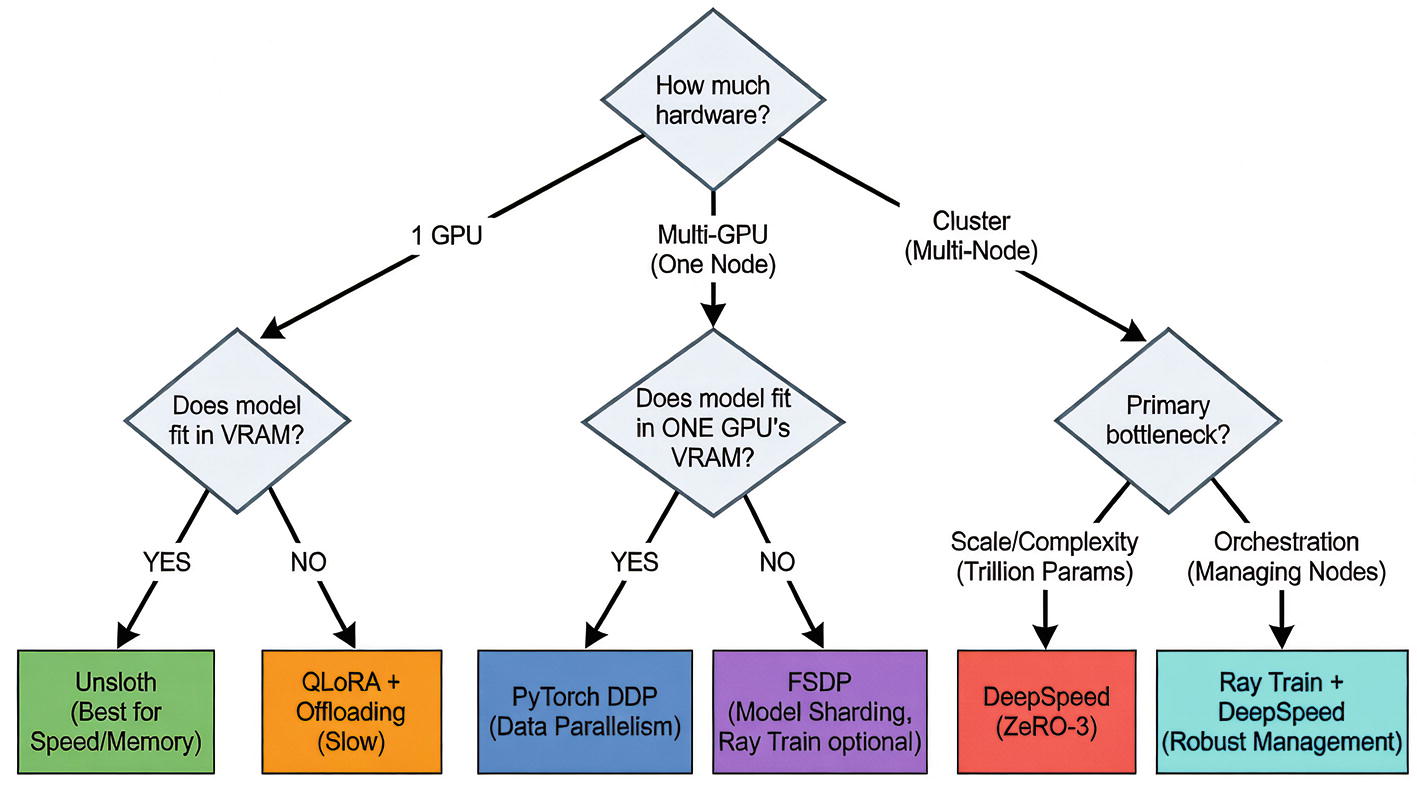 How much
hardware?
1 GPU
Multi-GPU
(One Node)
Cluster
(Multi-Node)
Does model
fit in VRAM?
Does model fit
in ONE GPU's
VRAM?
Primary
bottleneck?
YES
NO
YES
NO
Scale/Complexity
(Trillion Params)
Orchestration
(Managing Nodes)
Unsloth
(Best for
Speed/Memory)
QLoRA +
Offloading
(Slow)
PyTorch DDP
(Data Parallelism)
FSDP
(Model Sharding,
Ray Train optional)
DeepSpeed
(ZeRO-3)
Ray Train +
DeepSpeed
(Robust Management)